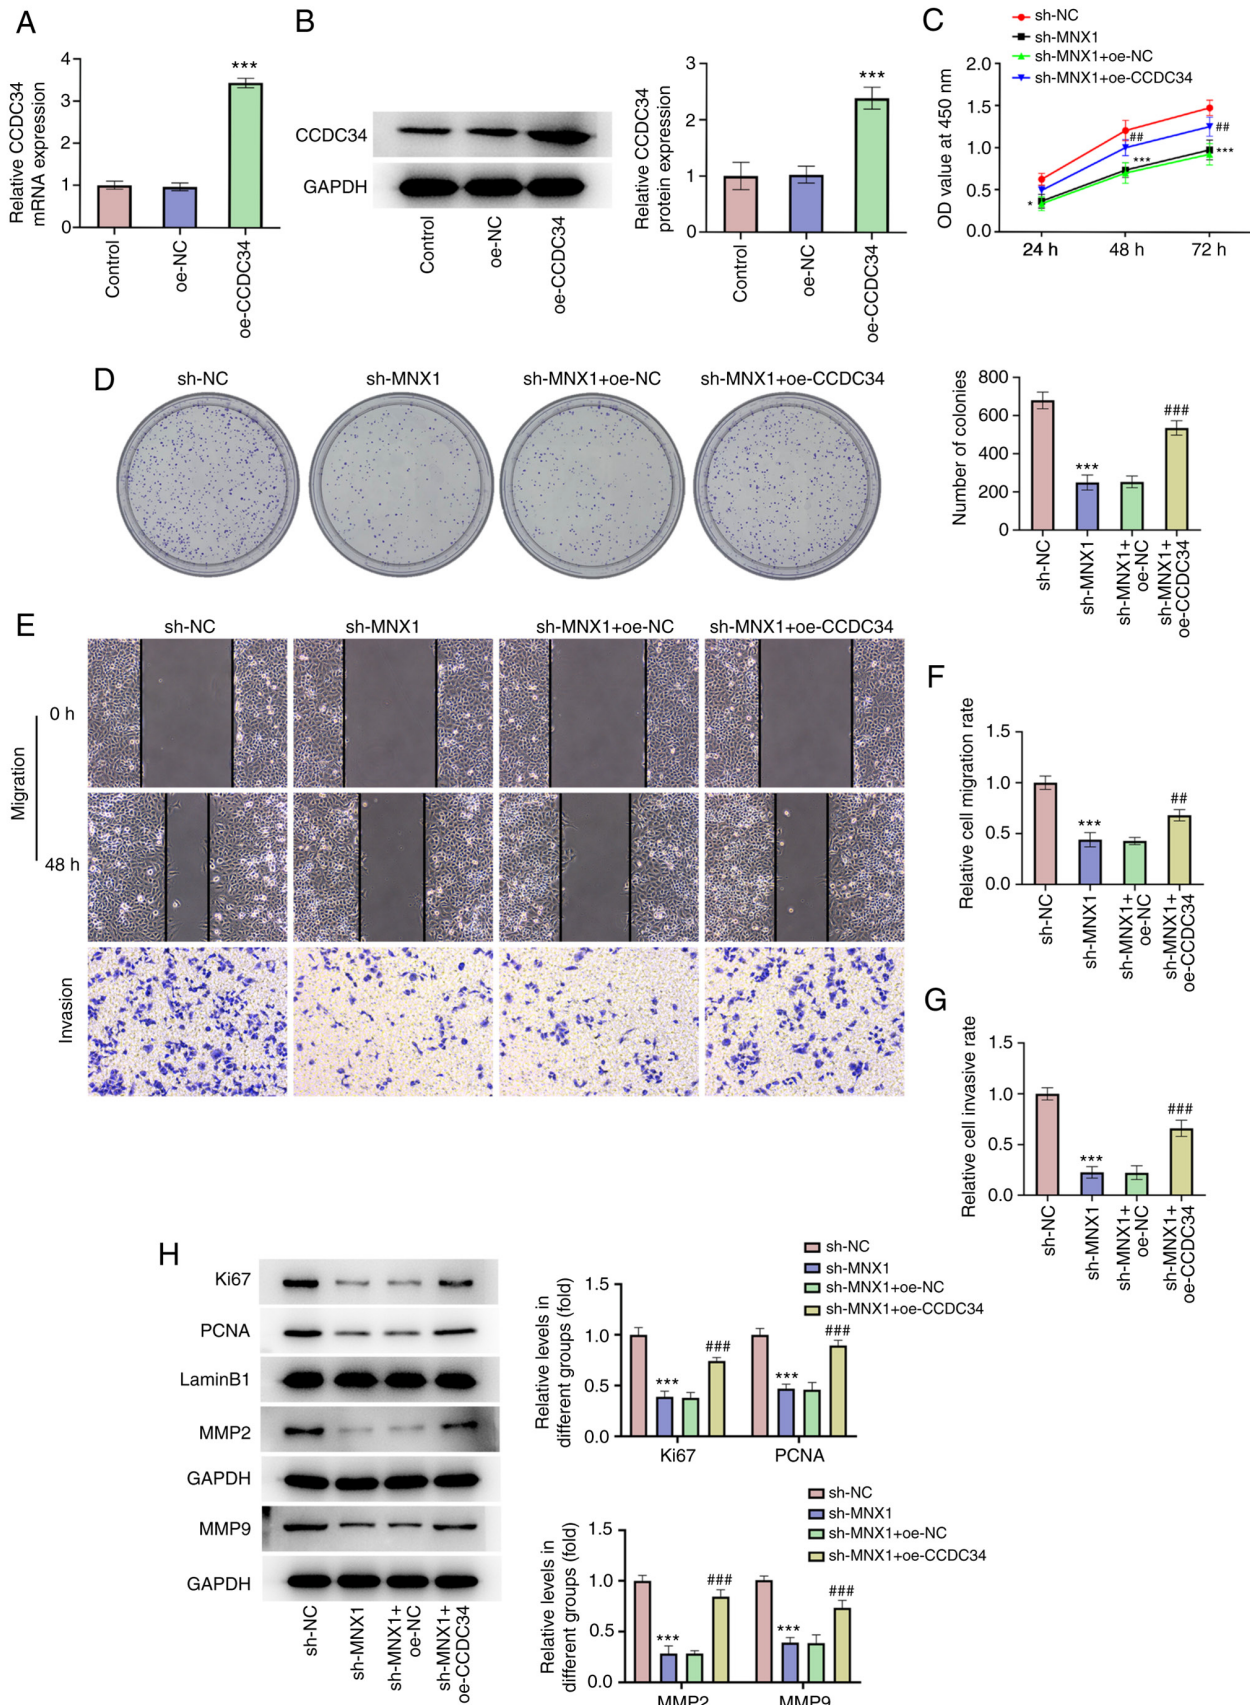 A
Relative CCDC34
mRNA expression
4
3
2
1
0
***
Control
oe-NC
oe-CCDC34
B
CCDC34
GAPDH
Control
oe-NC
oe-CCDC34
Relative CCDC34
protein expression
3
2
1
0
***
Control
oe-NC
oe-CCDC34
C
sh-NC
sh-MNX1
sh-MNX1+oe-NC
sh-MNX1+oe-CCDC34
OD value at 450 nm
2.0
1.5
1.0
0.5
0.0
*
##
***
##
***
24 h
48 h
72 h
D
sh-NC
sh-MNX1
sh-MNX1+oe-NC
sh-MNX1+oe-CCDC34
Number of colonies
800
600
400
200
0
***
###
sh-NC
sh-MNX1
sh-MNX1+
oe-NC
sh-MNX1+
oe-CCDC34
E
sh-NC
sh-MNX1
sh-MNX1+oe-NC
sh-MNX1+oe-CCDC34
Migration
0 h
48 h
Invasion
F
Relative cell migration rate
1.5
1.0
0.5
0.0
***
##
sh-NC
sh-MNX1
sh-MNX1+
oe-NC
sh-MNX1+
oe-CCDC34
G
Relative cell invasive rate
1.5
1.0
0.5
0.0
***
###
sh-NC
sh-MNX1
sh-MNX1+
oe-NC
sh-MNX1+
oe-CCDC34
H
Ki67
PCNA
LaminB1
MMP2
GAPDH
MMP9
GAPDH
sh-NC
sh-MNX1
sh-MNX1+
oe-NC
sh-MNX1+
oe-CCDC34
sh-NC
sh-MNX1
sh-MNX1+oe-NC
sh-MNX1+oe-CCDC34
Relative levels in
different groups (fold)
1.5
1.0
0.5
0.0
***
###
***
###
Ki67
PCNA
sh-NC
sh-MNX1
sh-MNX1+oe-NC
sh-MNX1+oe-CCDC34
Relative levels in
different groups (fold)
1.5
1.0
0.5
0.0
***
###
***
###
MMP2
MMP9